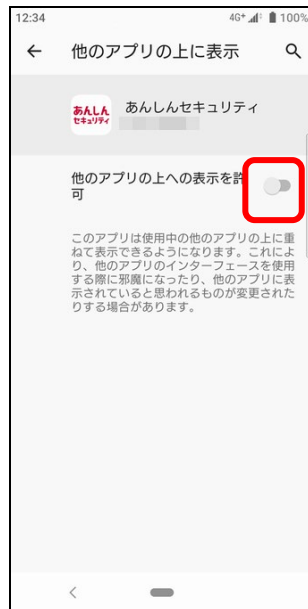 12:34 4G+ 100%
他のアプリの上に表示
あんしん
セキュリティ
あんしんセキュリティ
他のアプリの上への表示を許
可
このアプリは使用中の他のアプリの上に重
ねて表示できるようになります。これによ
り、他のアプリのインターフェースを使用
する際に邪魔になったり、他のアプリに表
示されていると思われるものが変更された
りする場合があります。